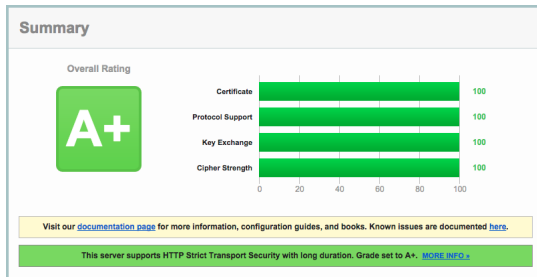 Summary
Overall Rating
A+
Certificate 100
Protocol Support 100
Key Exchange 100
Cipher Strength 100
0 20 40 60 80 100
Visit our documentation page for more information, configuration guides, and books. Known issues are documented here.
This server supports HTTP Strict Transport Security with long duration. Grade set to A+. MORE INFO »